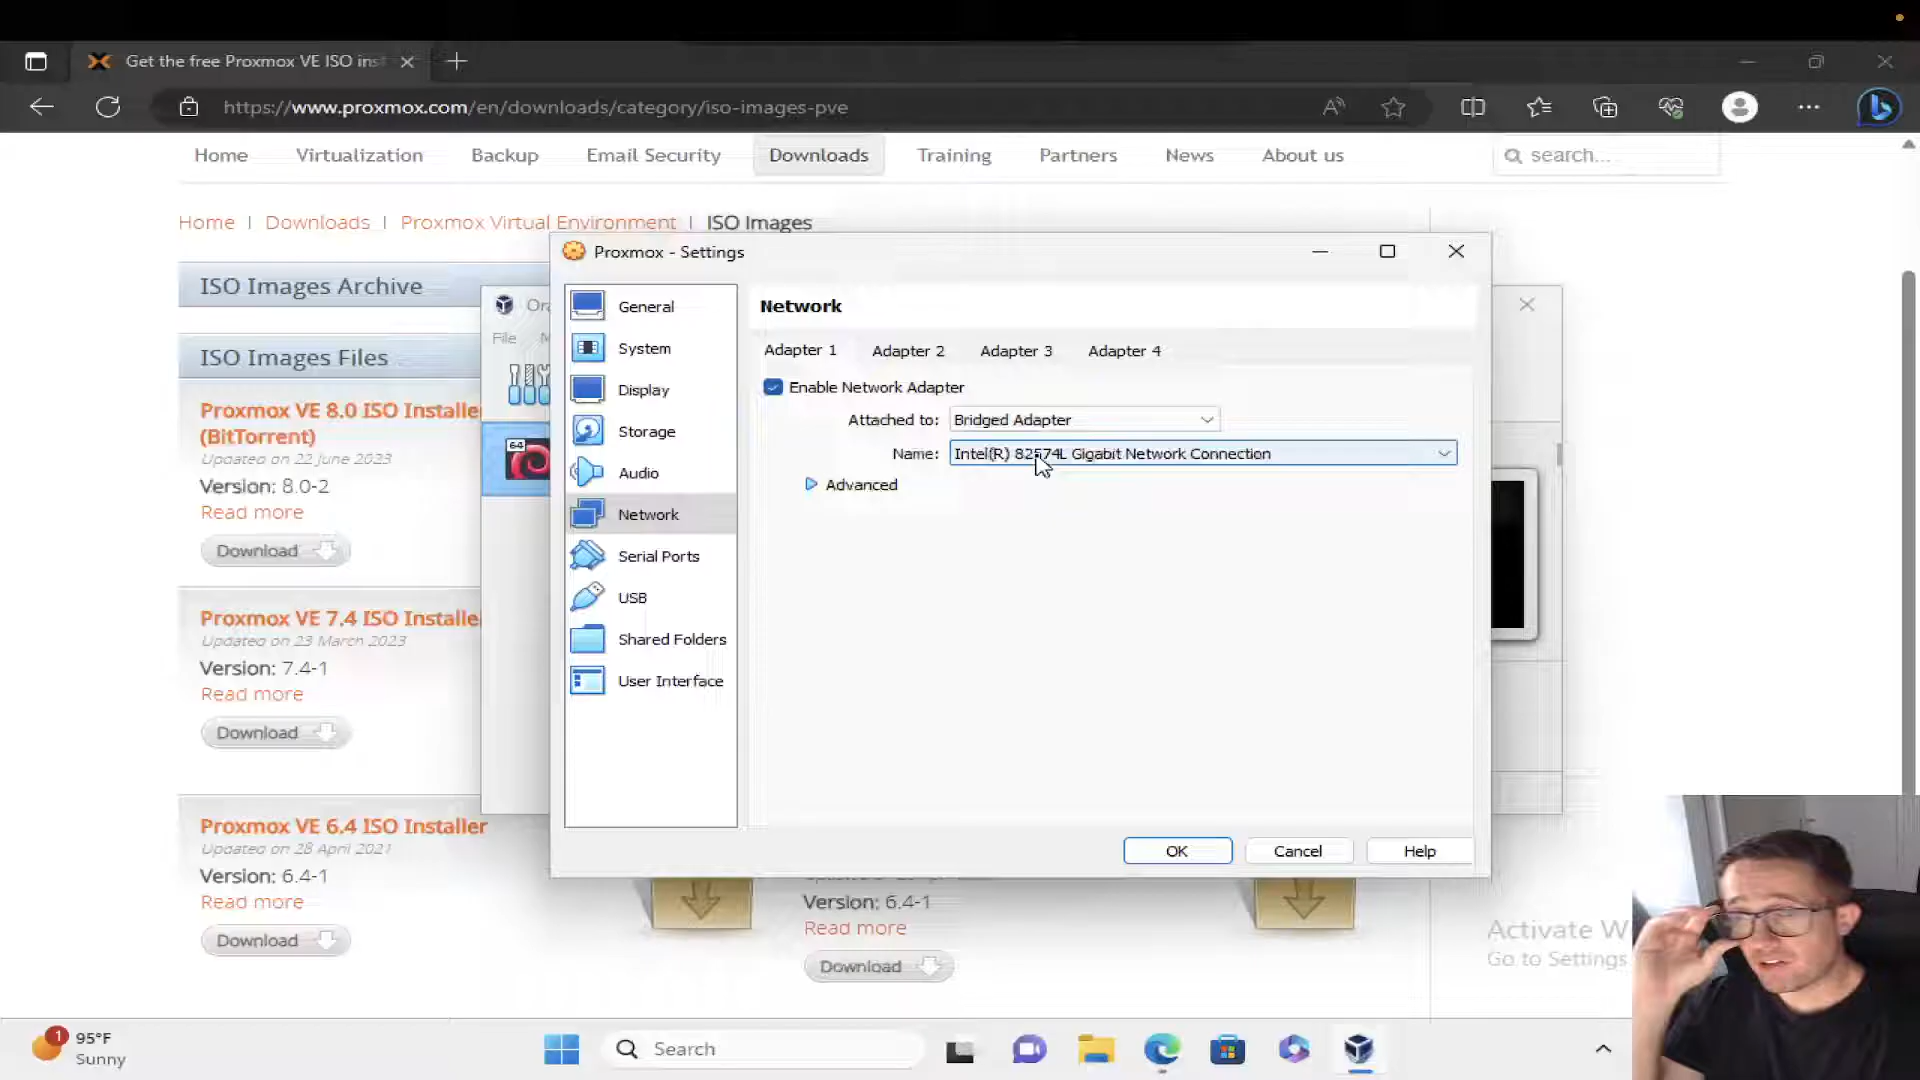 Get the free Proxmox VE ISO ins
https://www.proxmox.com/en/downloads/category/iso-images-pve
Home Virtualization Backup Email Security Downloads Training Partners News About us search...
Home | Downloads | Proxmox Virtual Environment | ISO Images
ISO Images Archive
ISO Images Files
Proxmox VE 8.0 ISO Installe
(BitTorrent)
Updated on 22 June 2023
Version: 8.0-2
Read more
Download
Proxmox VE 7.4 ISO Installe
Updated on 23 March 2023
Version: 7.4-1
Read more
Download
Proxmox VE 6.4 ISO Installer
Updated on 28 April 2021
Version: 6.4-1
Read more
Download
Version: 6.4-1
Read more
Download
Ora
File M
64
Proxmox - Settings
General
System
Display
Storage
Audio
Network
Serial Ports
USB
Shared Folders
User Interface
Network
Adapter 1 Adapter 2 Adapter 3 Adapter 4
Enable Network Adapter
Attached to: Bridged Adapter
Name: Intel(R) 82574L Gigabit Network Connection
Advanced
OK Cancel Help
Activate W
Go to Settings
1
95°F
Sunny
Search